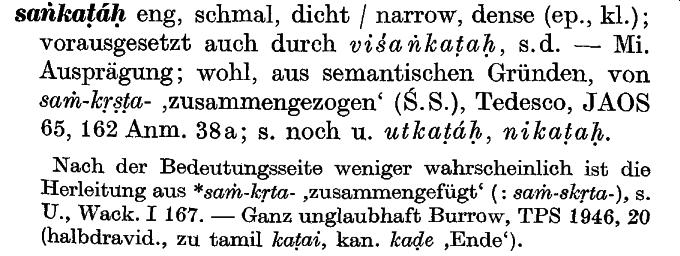 saṅkaṭáḥ eng, schmal, dicht / narrow, dense (ep., kl.);
vorausgesetzt auch durch viśaṅkaṭaḥ, s.d. — Mi.
Ausprägung; wohl, aus semantischen Gründen, von
saṁ-kṛṣṭa- ‚zusammengezogen‘ (Ś.S.), Tedesco, JAOS
65, 162 Anm. 38a; s. noch u. utkaṭáḥ, nikaṭaḥ.
Nach der Bedeutungsseite weniger wahrscheinlich ist die
Herleitung aus *saṁ-kṛta- ‚zusammengefügt‘ (: saṁ-skṛta-), s.
U., Wack. I 167. — Ganz unglaubhaft Burrow, TPS 1946, 20
(halbdravid., zu tamil kaṭai, kan. kaḍe ‚Ende‘).